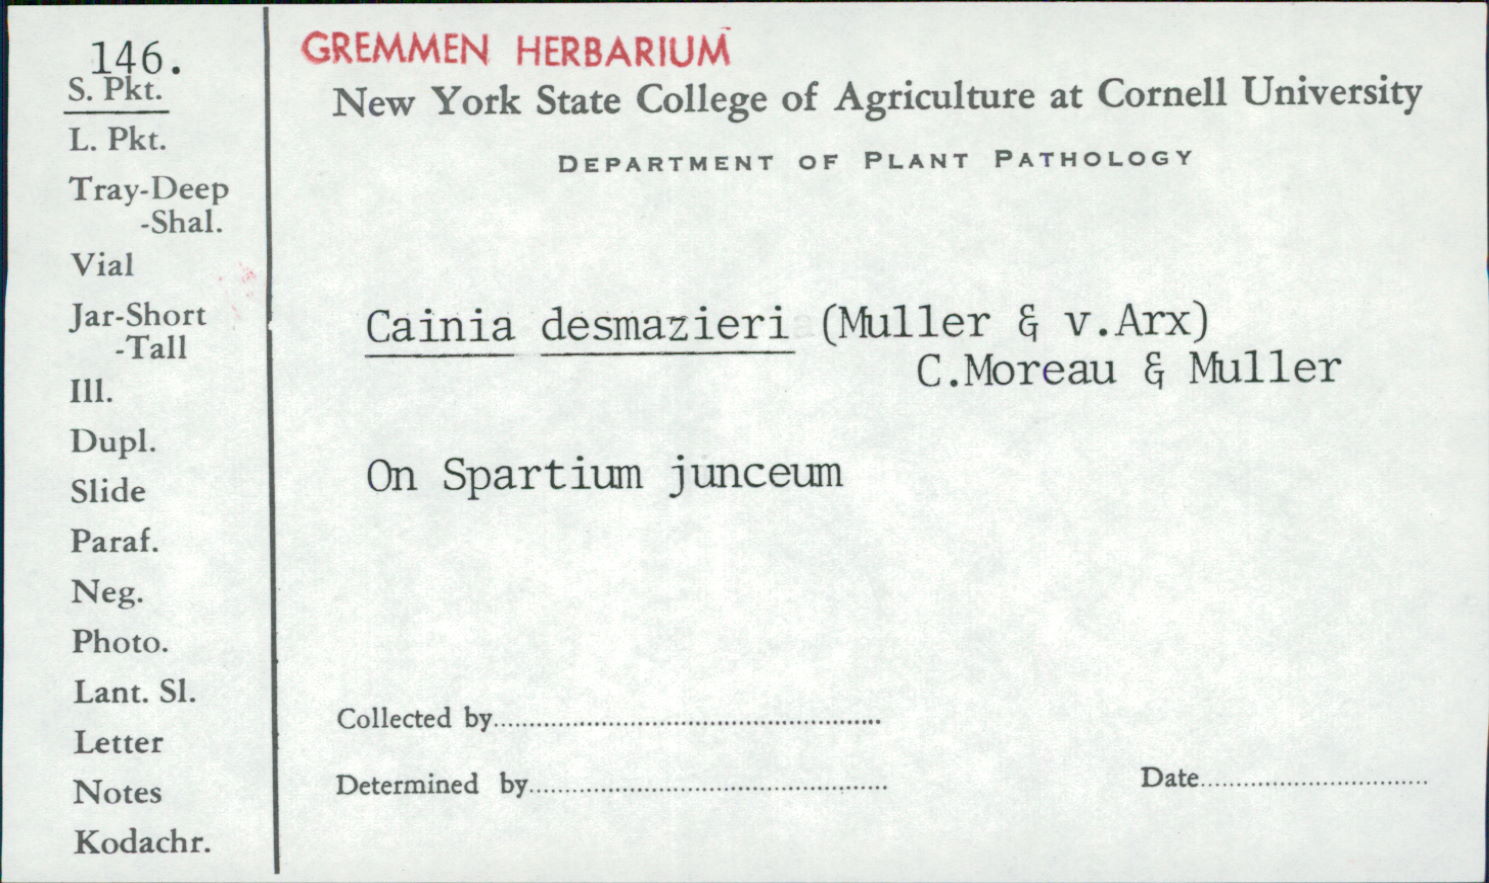 146.
S. Pkt.
L. Pkt.
Tray-Deep
-Shal.
Vial
Jar-Short
-Tall
Ill.
Dupl.
Slide
Paraf.
Neg.
Photo.
Lant. Sl.
Letter
Notes
Kodachr.
GREMMEN HERBARIUM
New York State College of Agriculture at Cornell University
DEPARTMENT OF PLANT PATHOLOGY
Cainia desmazieri (Muller & v.Arx)
C.Moreau & Muller
On Spartium junceum
Collected by
Determined by
Date